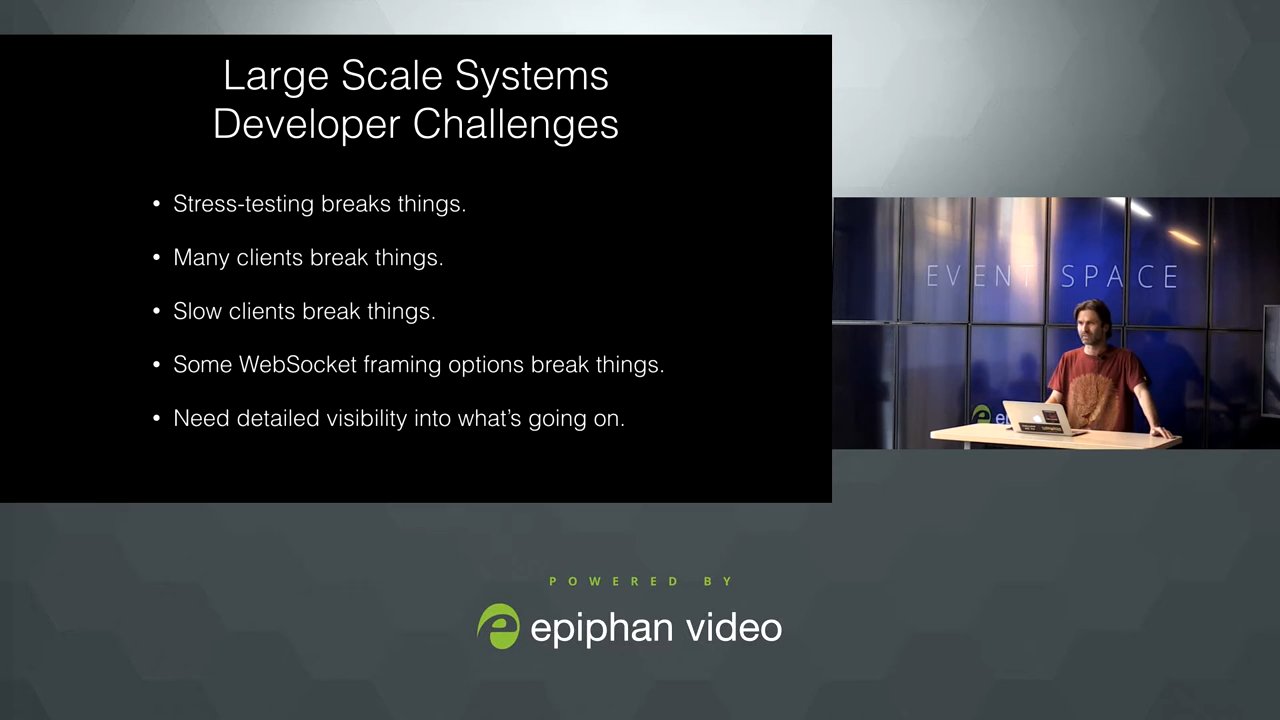 Large Scale Systems
Developer Challenges
• Stress-testing breaks things.
• Many clients break things.
• Slow clients break things.
• Some WebSocket framing options break things.
• Need detailed visibility into what's going on.
EVENT SPACE
POWERED BY
epiphan video